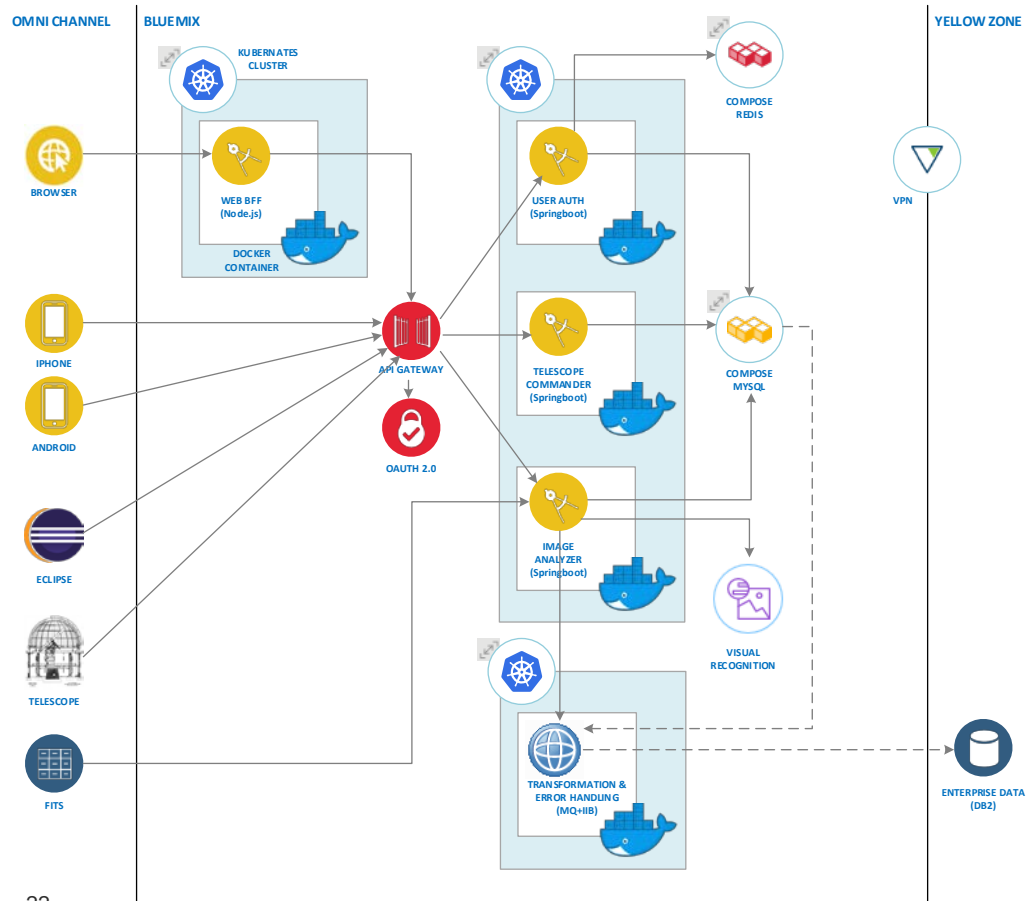 OMNI CHANNEL
BLUEMIX
YELLOW ZONE
KUBERNATES
CLUSTER
COMPOSE
REDIS
BROWSER
WEB BFF
(Node.js)
USER AUTH
(Springboot)
VPN
DOCKER
CONTAINER
IPHONE
API GATEWAY
TELESCOPE
COMMANDER
(Springboot)
COMPOSE
MYSQL
ANDROID
OAUTH 2.0
ECLIPSE
IMAGE
ANALYZER
(Springboot)
VISUAL
RECOGNITION
TELESCOPE
FITS
TRANSFORMATION &
ERROR HANDLING
(MQ+IIB)
ENTERPRISE DATA
(DB2)